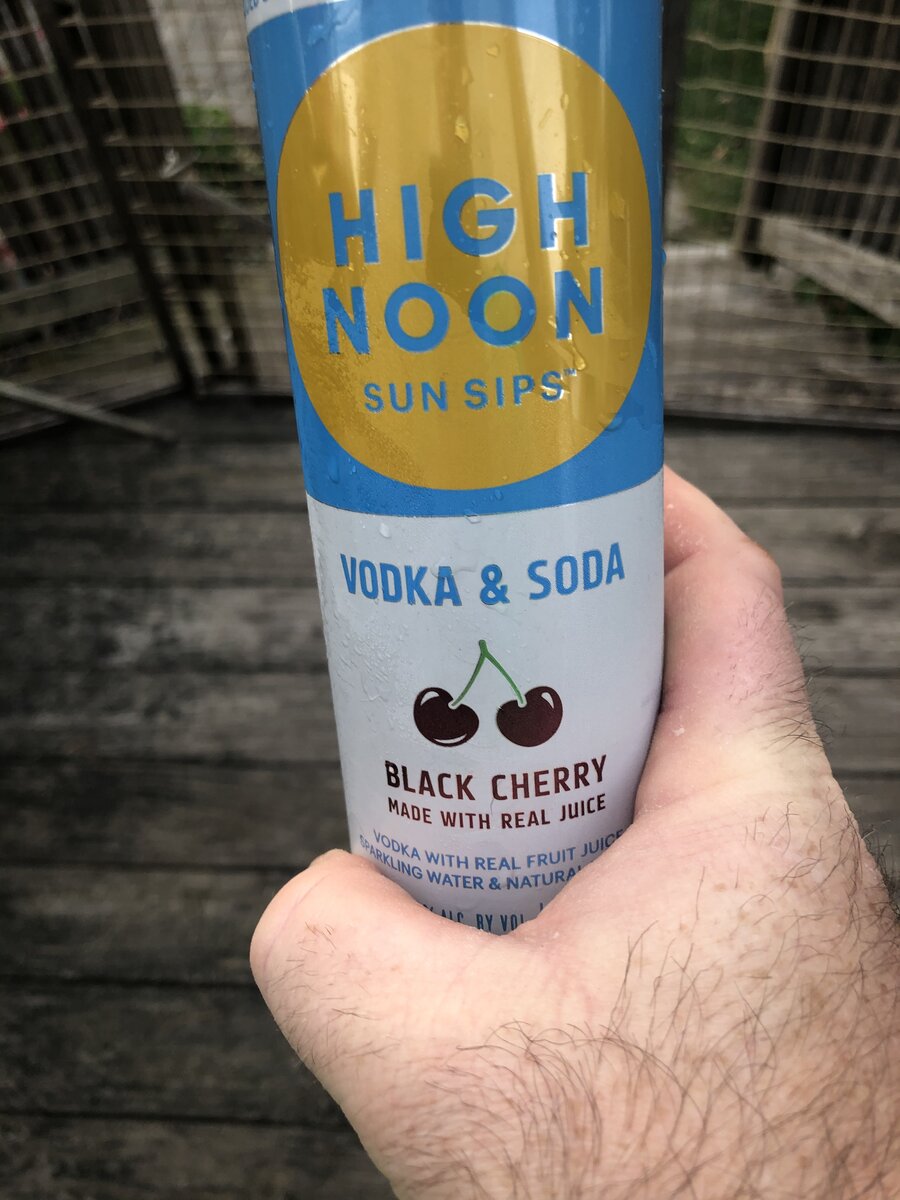 HIGH
NOON
SUN SIPS™
VODKA & SODA
BLACK CHERRY
MADE WITH REAL JUICE
VODKA WITH REAL FRUIT JUICE
SPARKLING WATER & NATURAL
ALC. BY VOL.